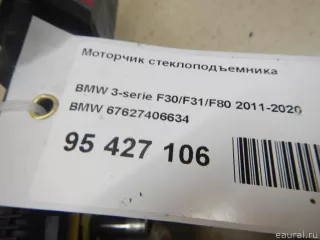 Моторчик стеклоподъемника
BMW 3-serie F30/F31/F80 2011-2020
BMW 67627406634
95 427 106
eaural.ru